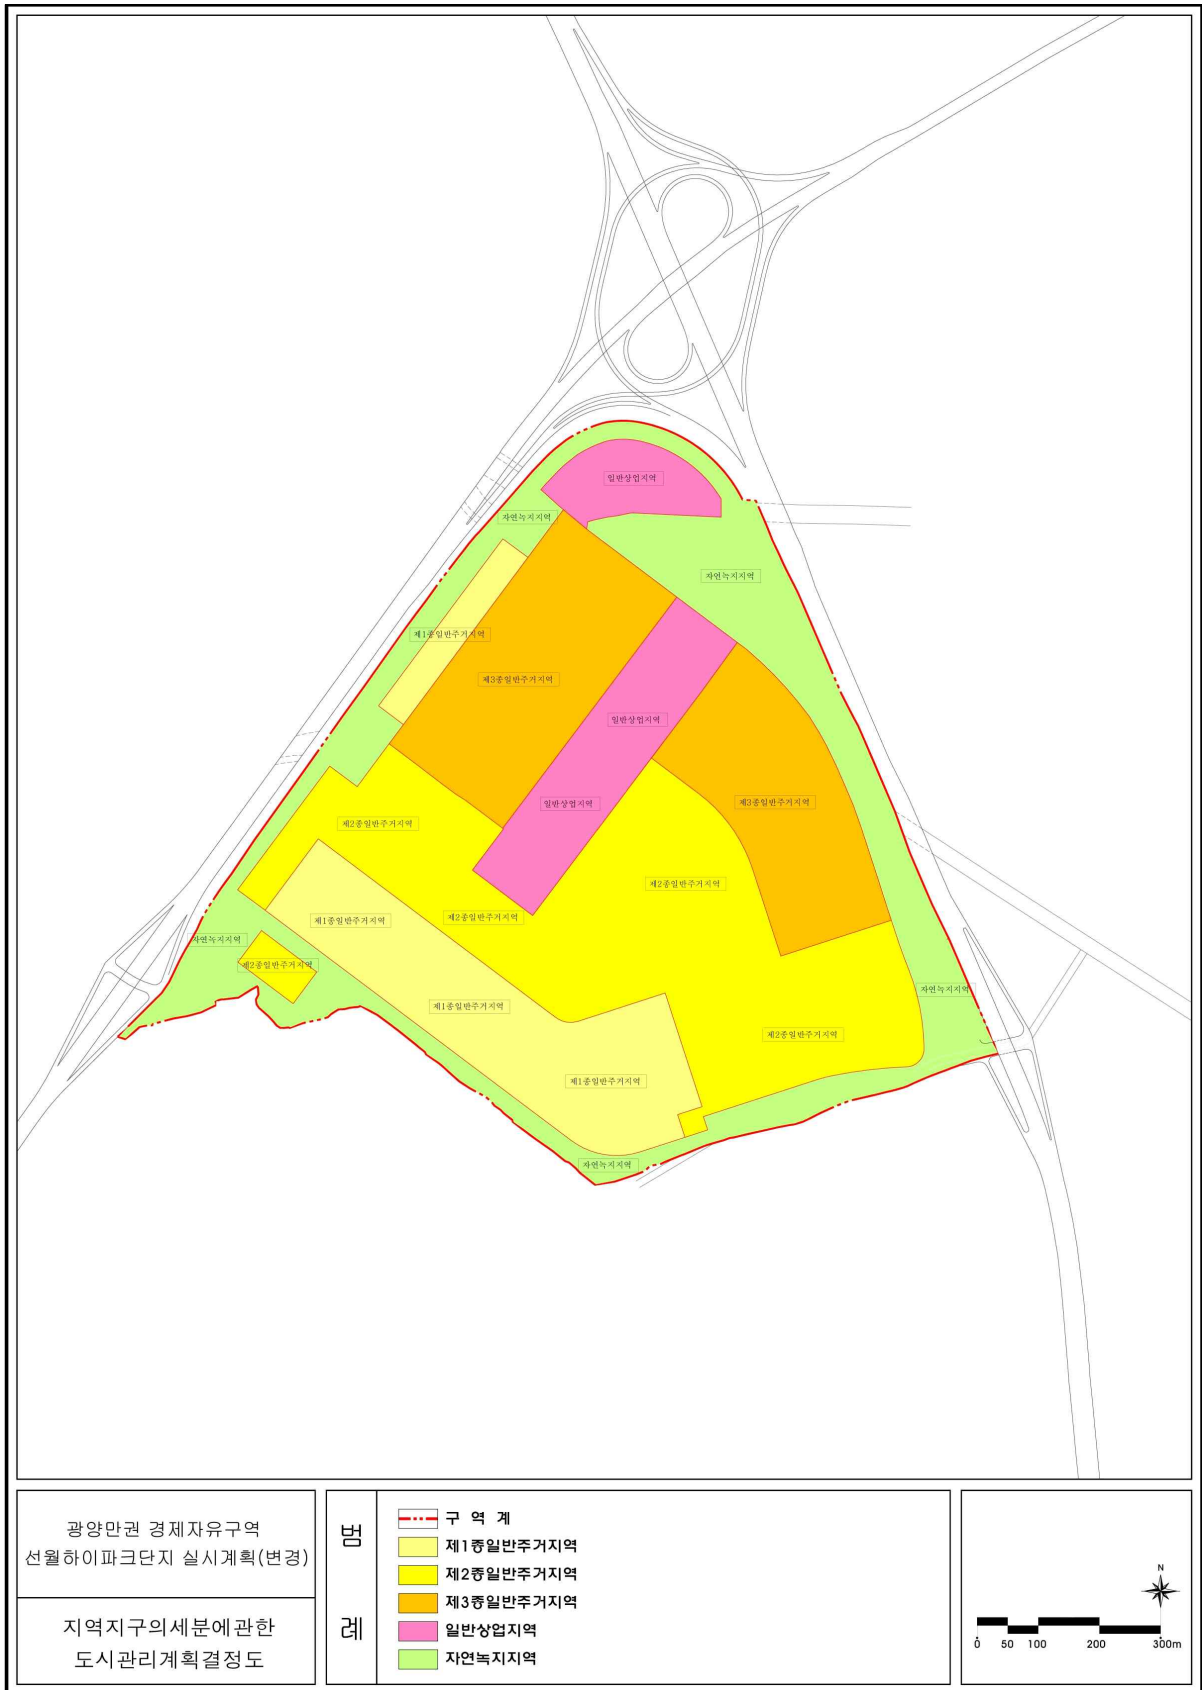 일반상업지역
자연녹지지역
자연녹지지역
제1종일반주거지역
제3종일반주거지역
일반상업지역
일반상업지역
제3종일반주거지역
제2종일반주거지역
제2종일반주거지역
제1종일반주거지역
제2종일반주거지역
자연녹지지역
제2종일반주거지역
자연녹지지역
제1종일반주거지역
제2종일반주거지역
제1종일반주거지역
자연녹지지역
광양만권 경제자유구역
선월하이파크단지 실시계획(변경)
지역지구의세분에관한
도시관리계획결정도
범
례
구 역 계
제1종일반주거지역
제2종일반주거지역
제3종일반주거지역
일반상업지역
자연녹지지역
N
0 50 100 200 300m